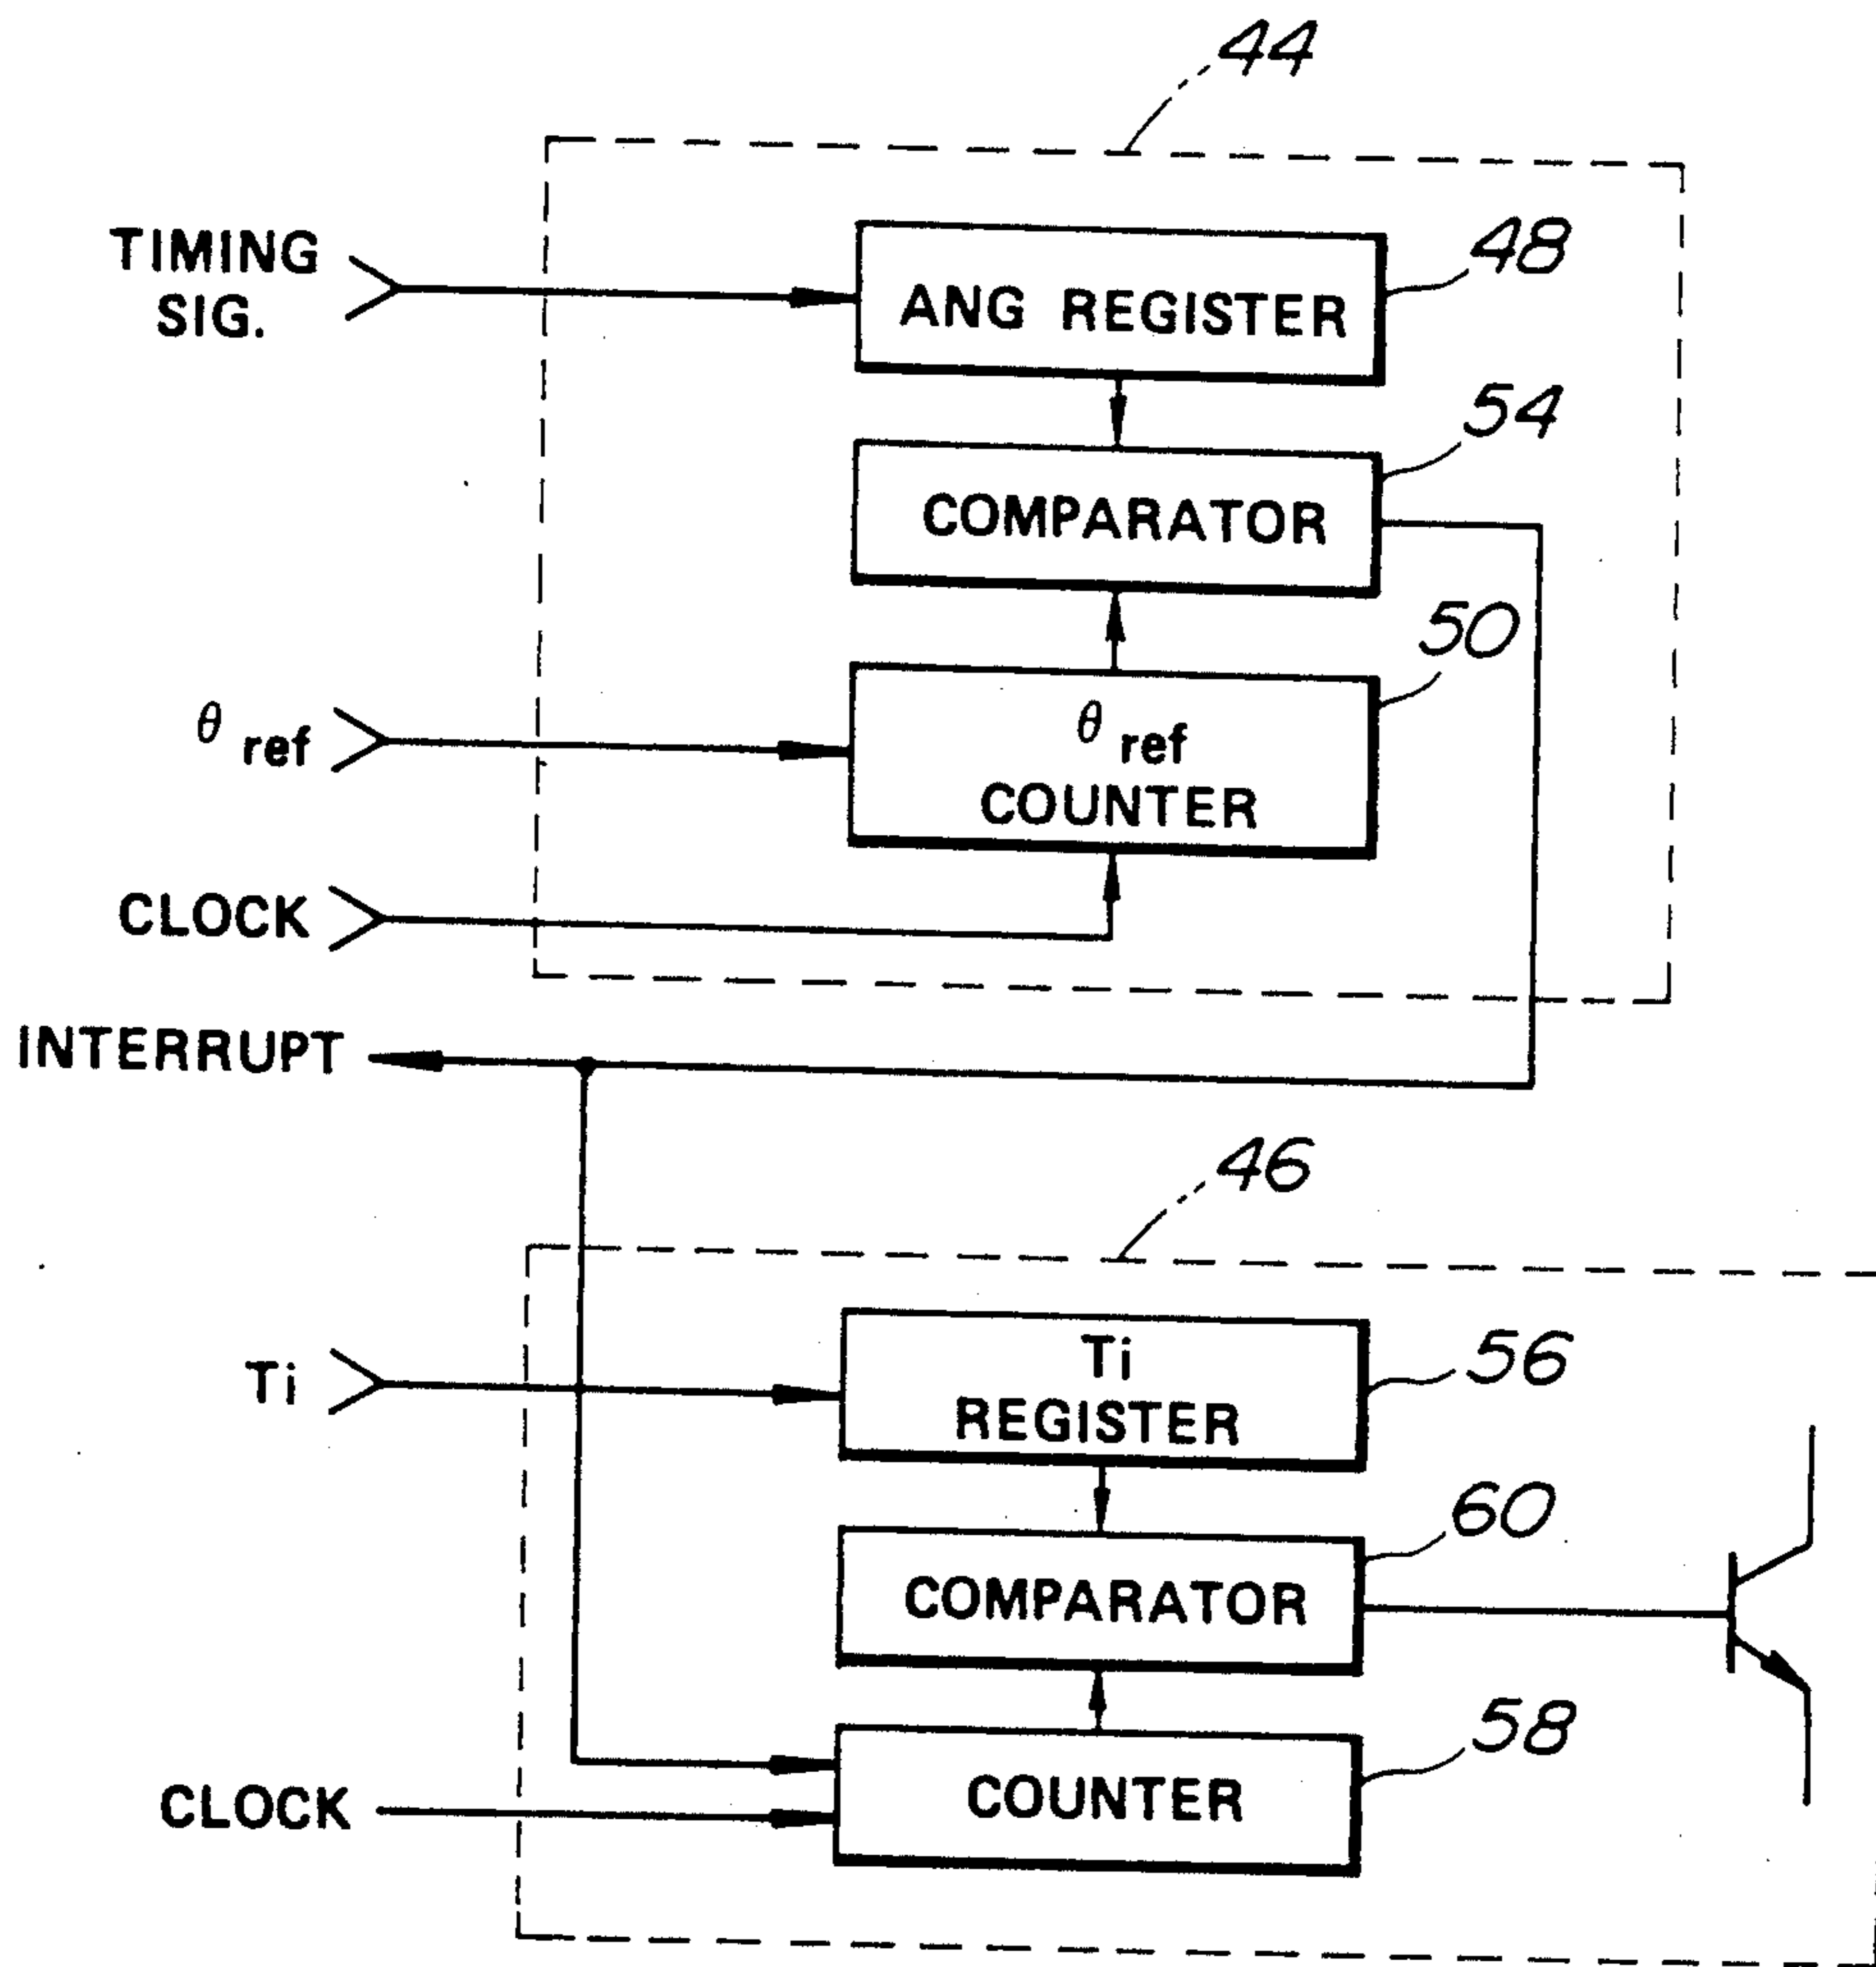 44
TIMING
SIG.
ANG REGISTER
48
COMPARATOR
54
θ ref
θ ref
COUNTER
50
CLOCK
INTERRUPT
46
Ti
Ti
REGISTER
56
COMPARATOR
60
COUNTER
58
CLOCK